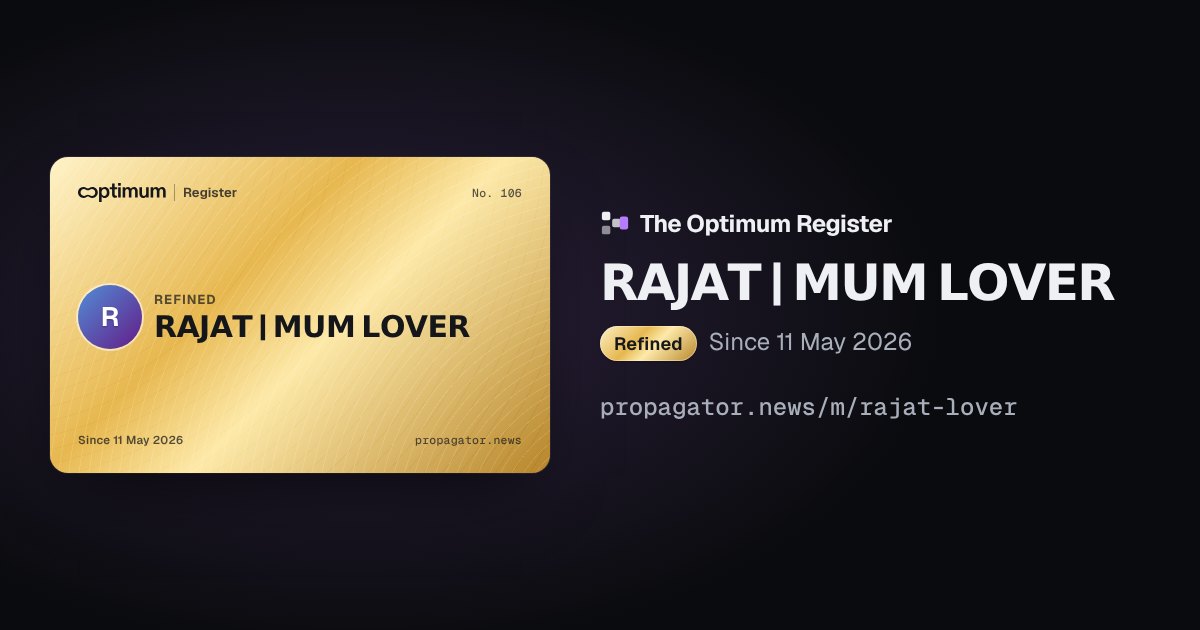 optimum | Register
No. 106
R
REFINED
RAJAT | MUM LOVER
Since 11 May 2026
propagator.news
The Optimum Register
RAJAT | MUM LOVER
Refined
Since 11 May 2026
propagator.news/m/rajat-lover